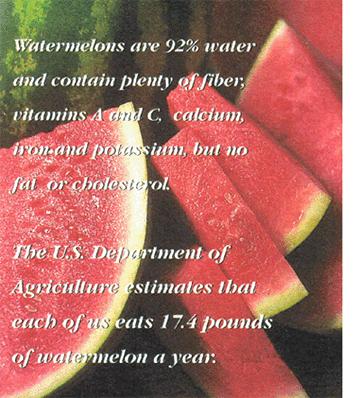 Watermelons are 92% water
and contain plenty of fiber,
vitamins A and C, calcium,
iron and potassium, but no
fat or cholesterol.
The U.S. Department of
Agriculture estimates that
each of us eats 17.4 pounds
of watermelon a year.